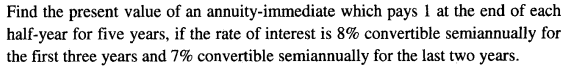 Find the present value of an annuity-immediate which pays 1 at the end of each
half-year for five years, if the rate of interest is 8% convertible semiannually for
the first three years and 7% convertible semiannually for the last two years.